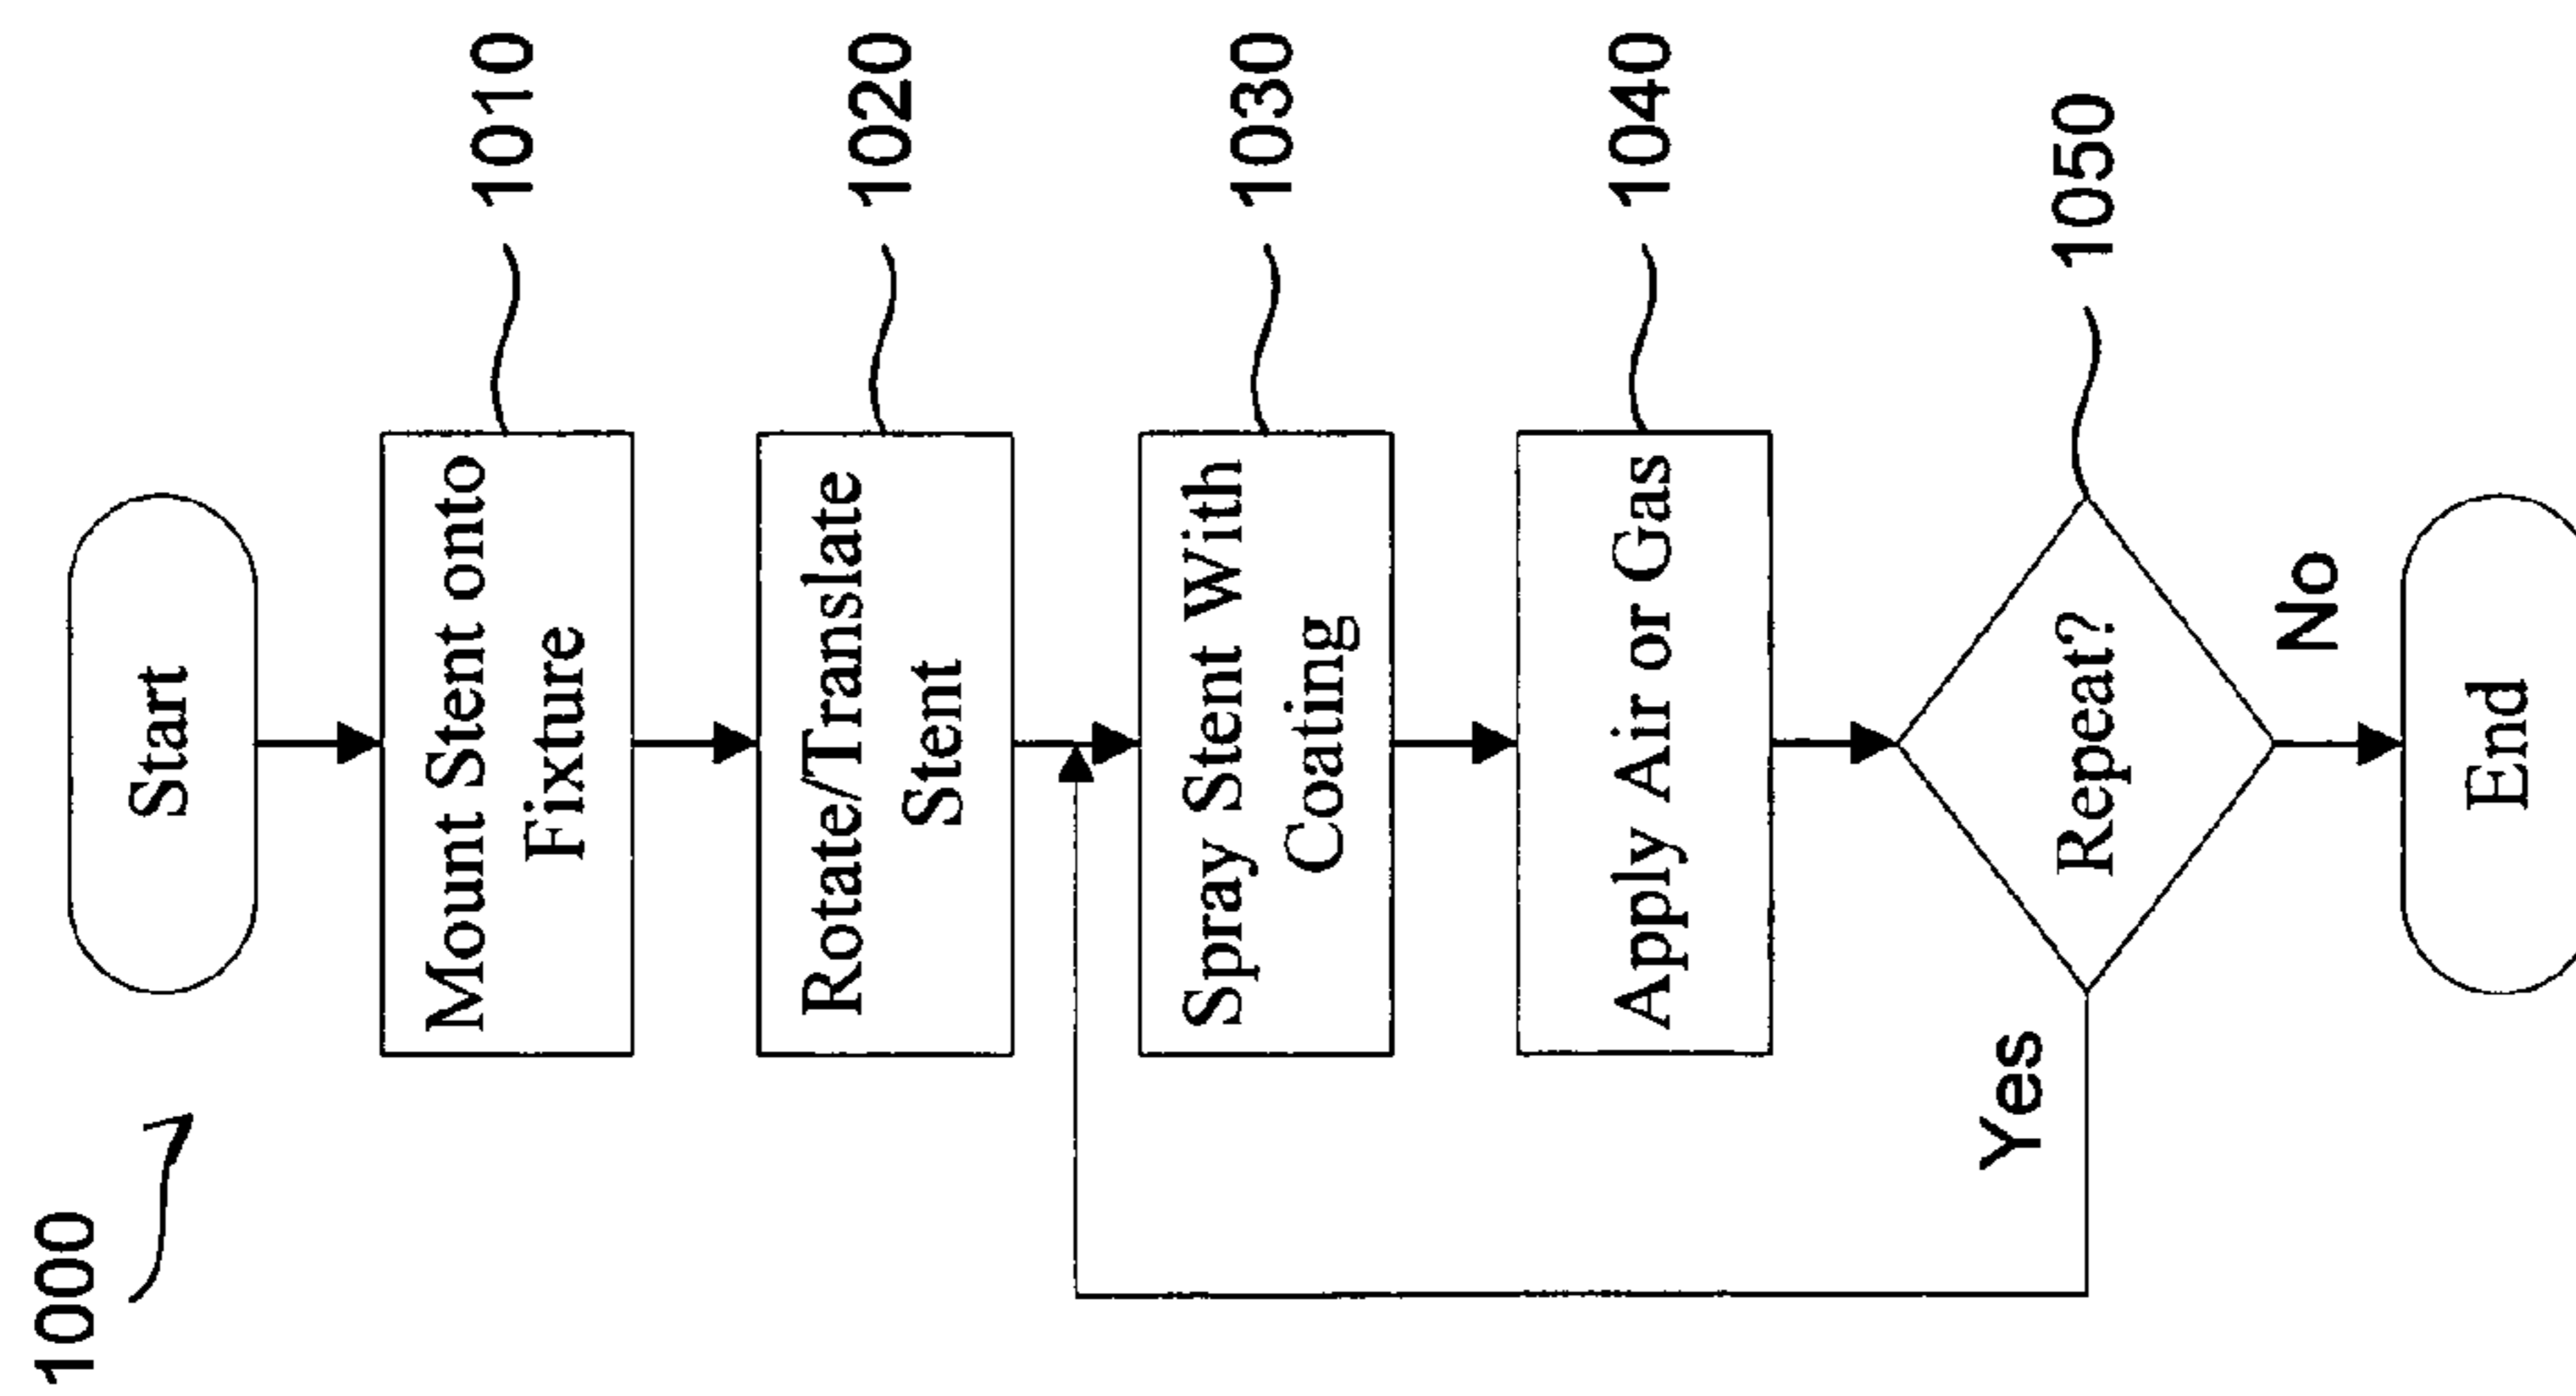 1000
Start
Mount Stent onto
Fixture
1010
Rotate/Translate
Stent
1020
Spray Stent With
Coating
1030
Apply Air or Gas
1040
Repeat?
1050
Yes
No
End